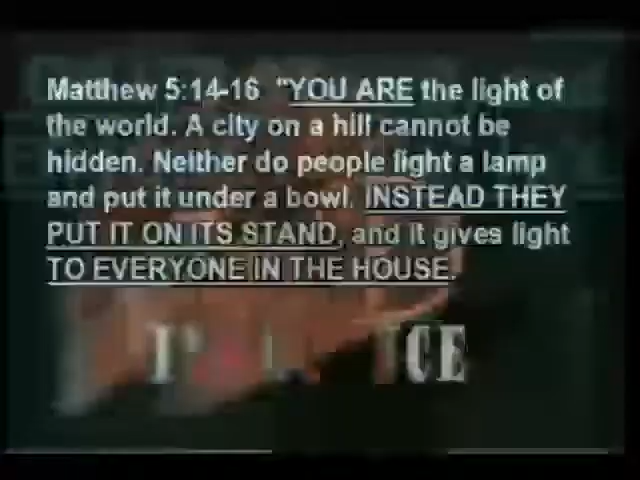 Matthew 5:14-16 "YOU ARE the light of
the world. A city on a hill cannot be
hidden. Neither do people light a lamp
and put it under a bowl. INSTEAD THEY
PUT IT ON ITS STAND, and it gives light
TO EVERYONE IN THE HOUSE.